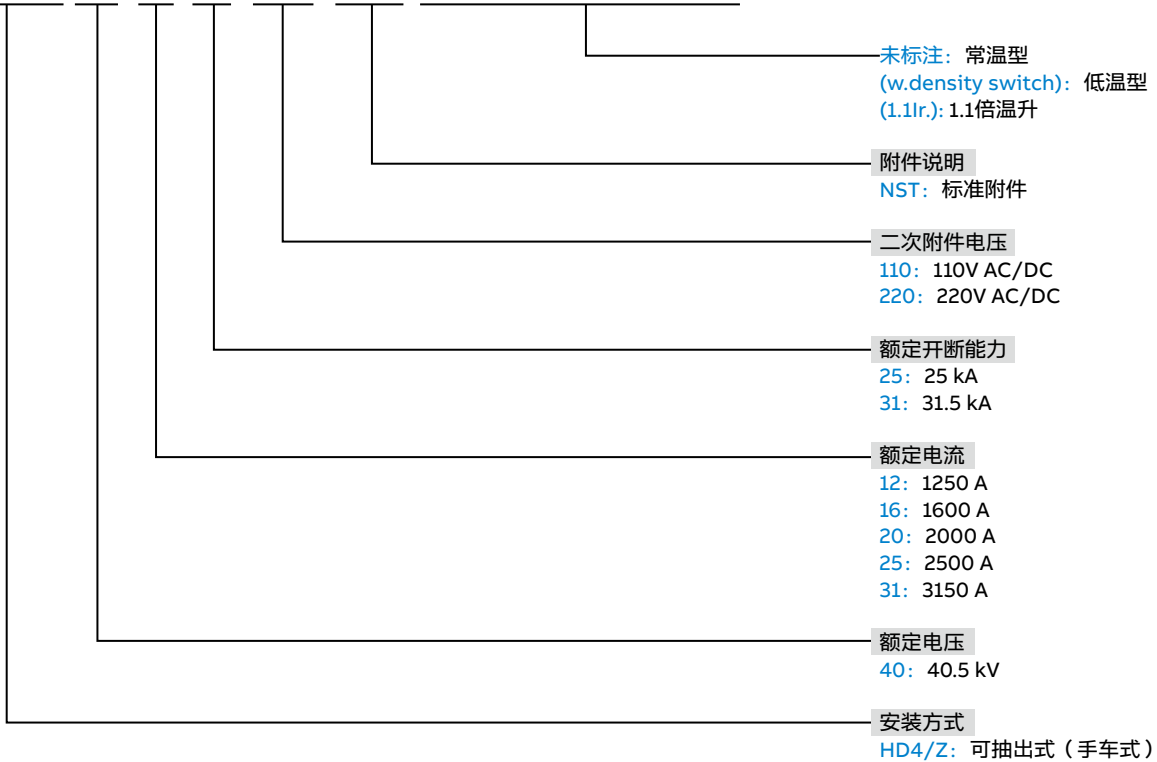 未标注：常温型
(w.density switch)：低温型
(1.1Ir.): 1.1倍温升
附件说明
NST：标准附件
二次附件电压
110：110V AC/DC
220：220V AC/DC
额定开断能力
25：25 kA
31：31.5 kA
额定电流
12：1250 A
16：1600 A
20：2000 A
25：2500 A
31：3150 A
额定电压
40：40.5 kV
安装方式
HD4/Z：可抽出式（手车式）